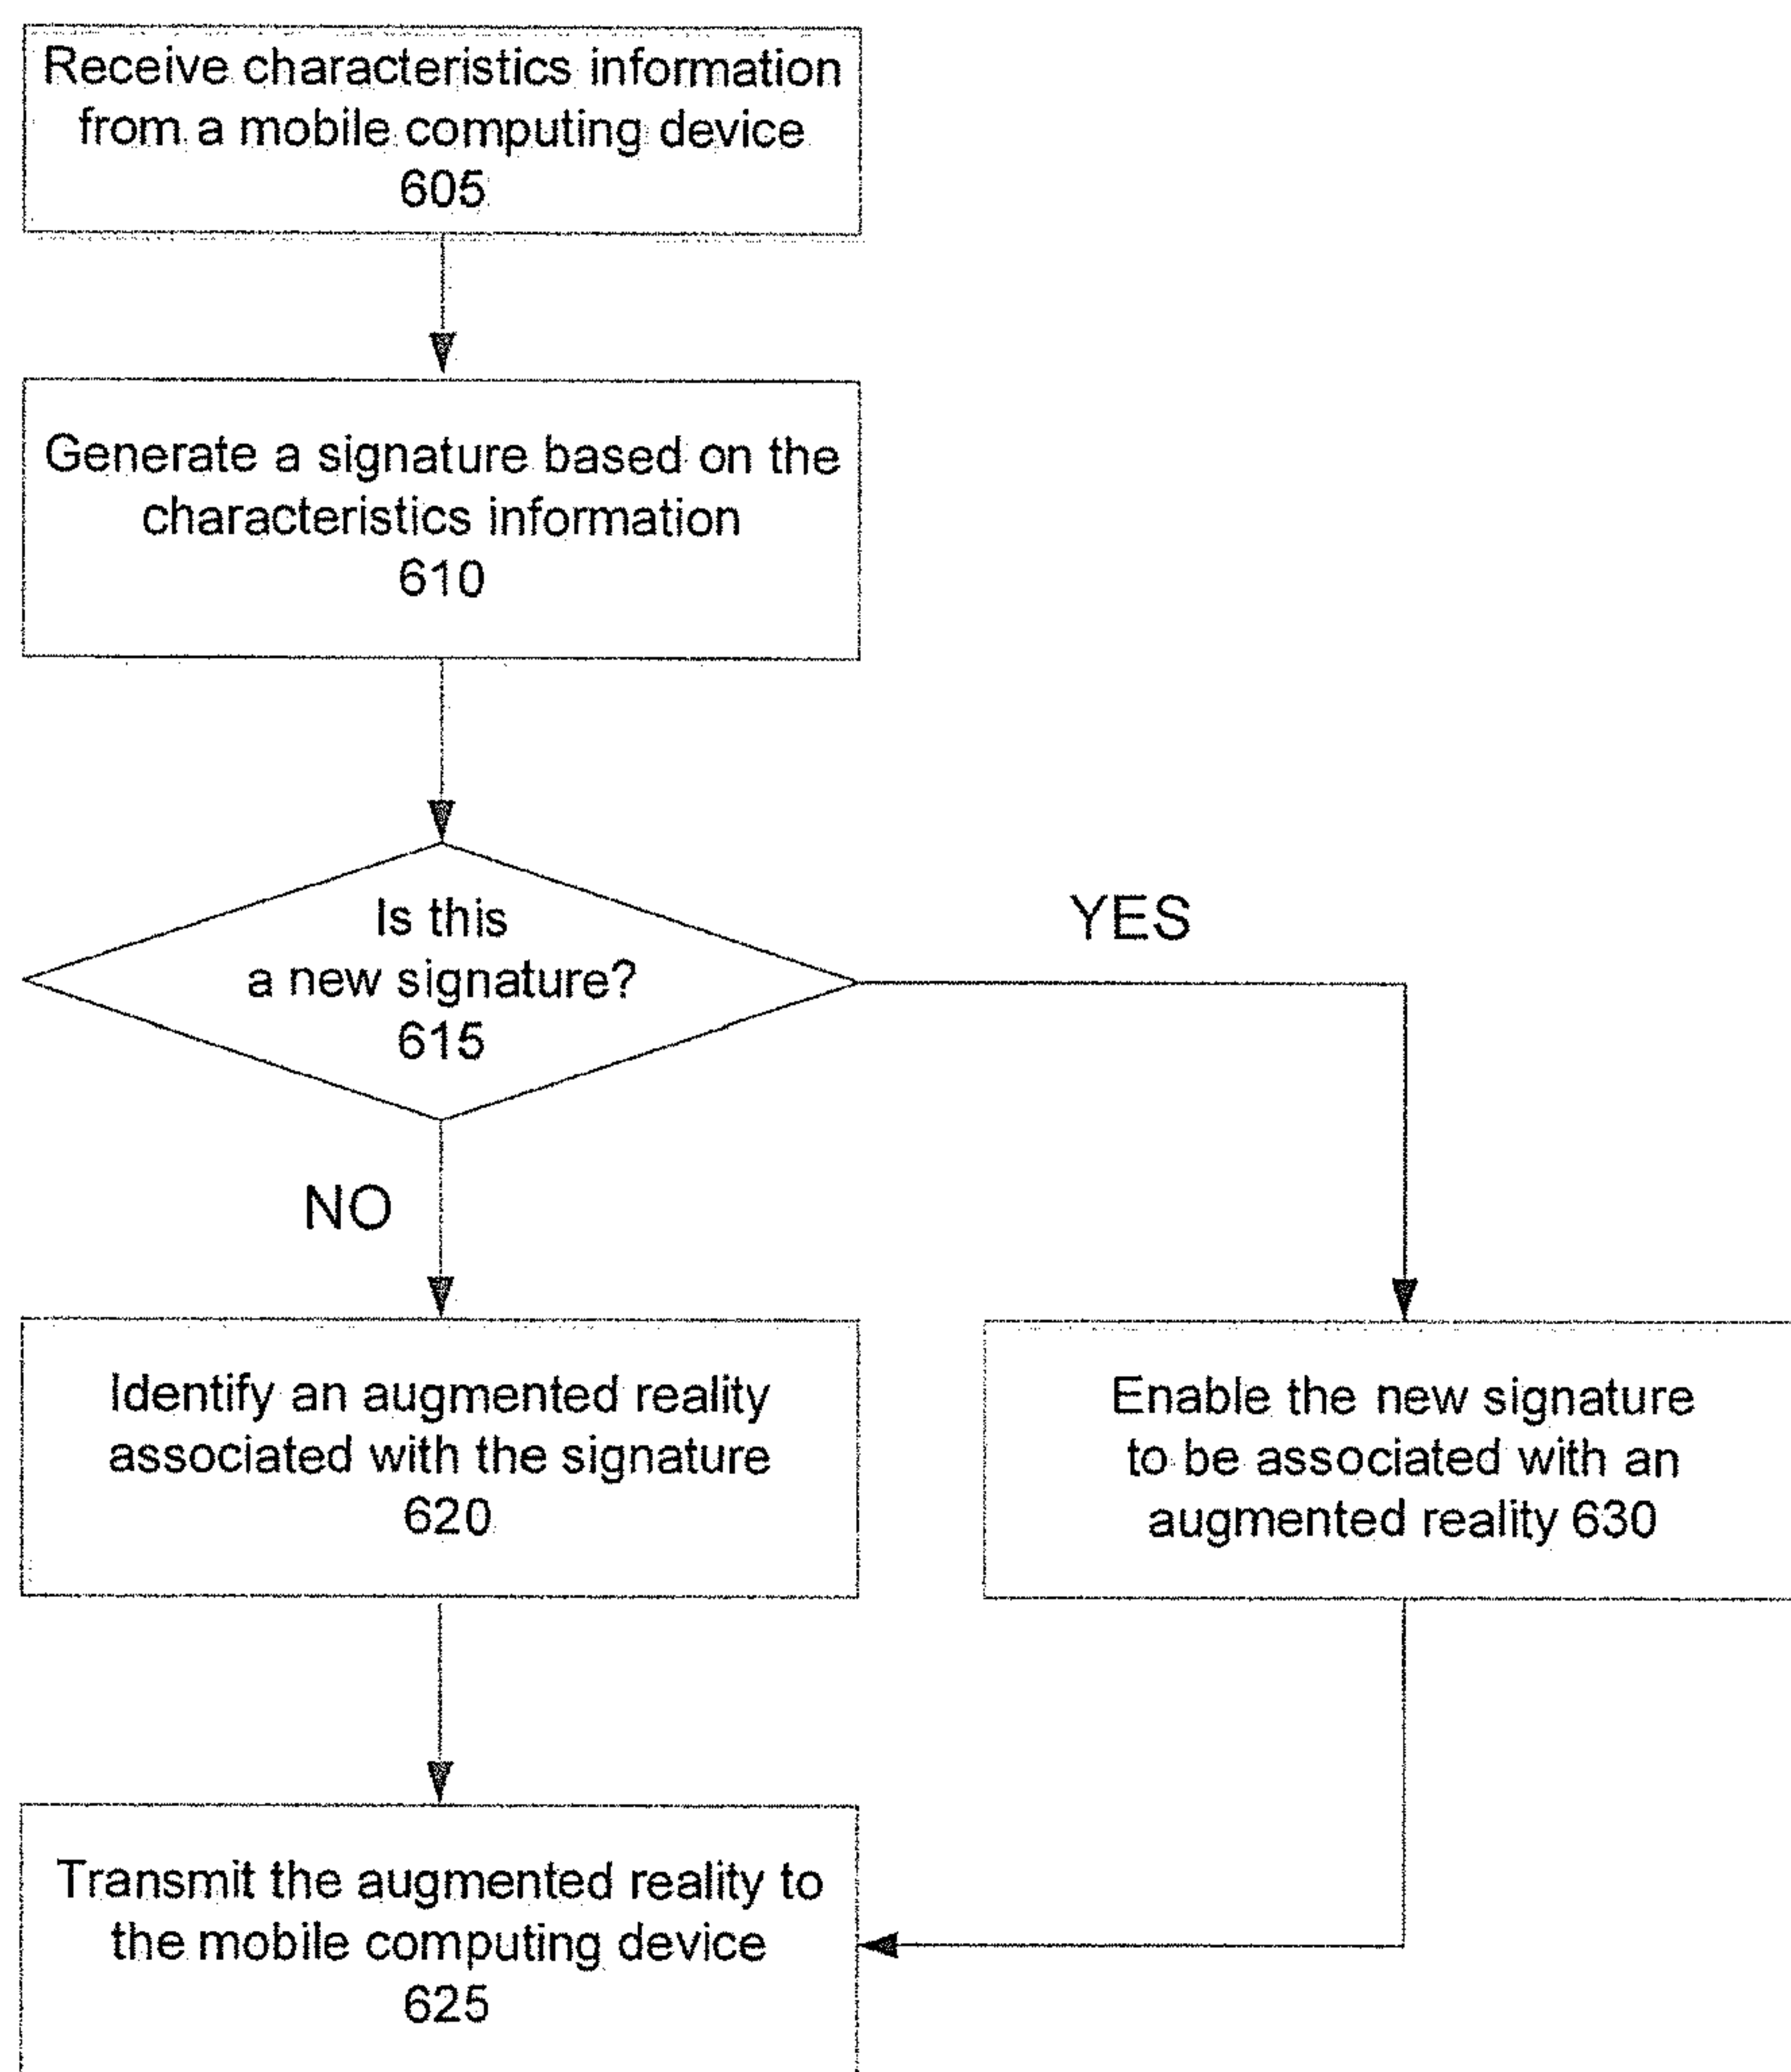 Receive characteristics information
from a mobile computing device
605
Generate a signature based on the
characteristics information
610
Is this
a new signature?
615
YES
NO
Identify an augmented reality
associated with the signature
620
Enable the new signature
to be associated with an
augmented reality 630
Transmit the augmented reality to
the mobile computing device
625